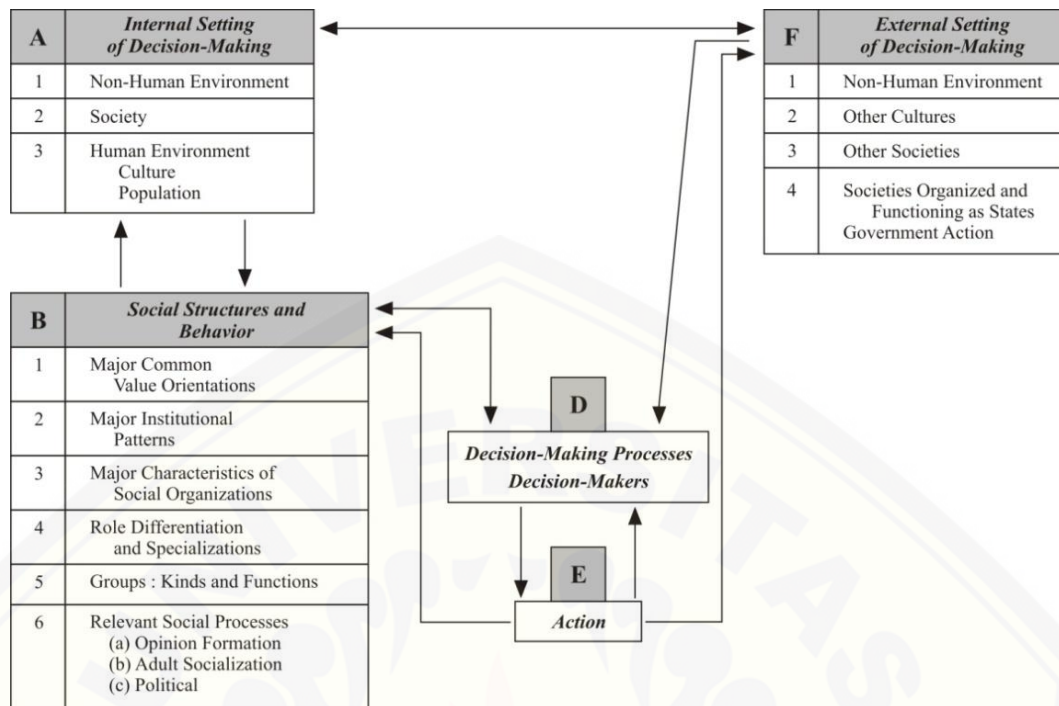 A
Internal Setting
of Decision-Making
1 Non-Human Environment
2 Society
3 Human Environment
Culture
Population
F
External Setting
of Decision-Making
1 Non-Human Environment
2 Other Cultures
3 Other Societies
4 Societies Organized and
Functioning as States
Government Action
B
Social Structures and
Behavior
1 Major Common
Value Orientations
2 Major Institutional
Patterns
3 Major Characteristics of
Social Organizations
4 Role Differentiation
and Specializations
5 Groups : Kinds and Functions
6 Relevant Social Processes
(a) Opinion Formation
(b) Adult Socialization
(c) Political
D
Decision-Making Processes
Decision-Makers
E
Action
UNIVERSITAS